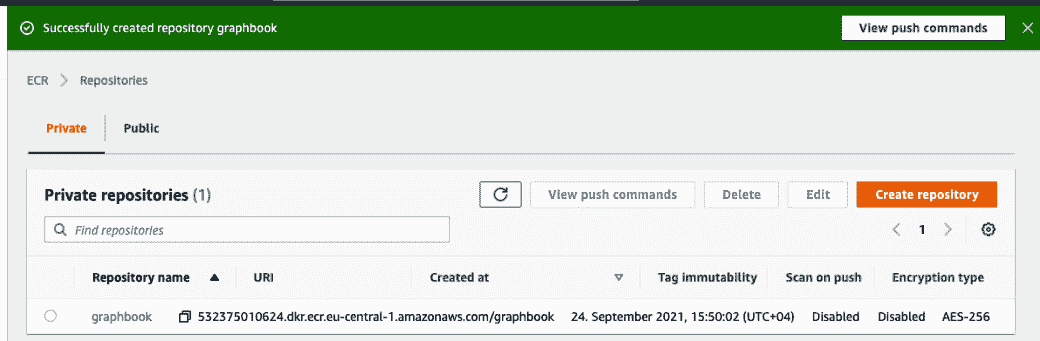 Successfully created repository graphbook View push commands
ECR Repositories
Private Public
Private repositories (1) View push commands Delete Edit Create repository
Find repositories 1
Repository name URI Created at Tag immutability Scan on push Encryption type
graphbook 532375010624.dkr.ecr.eu-central-1.amazonaws.com/graphbook 24. September 2021, 15:50:02 (UTC+04) Disabled Disabled AES-256